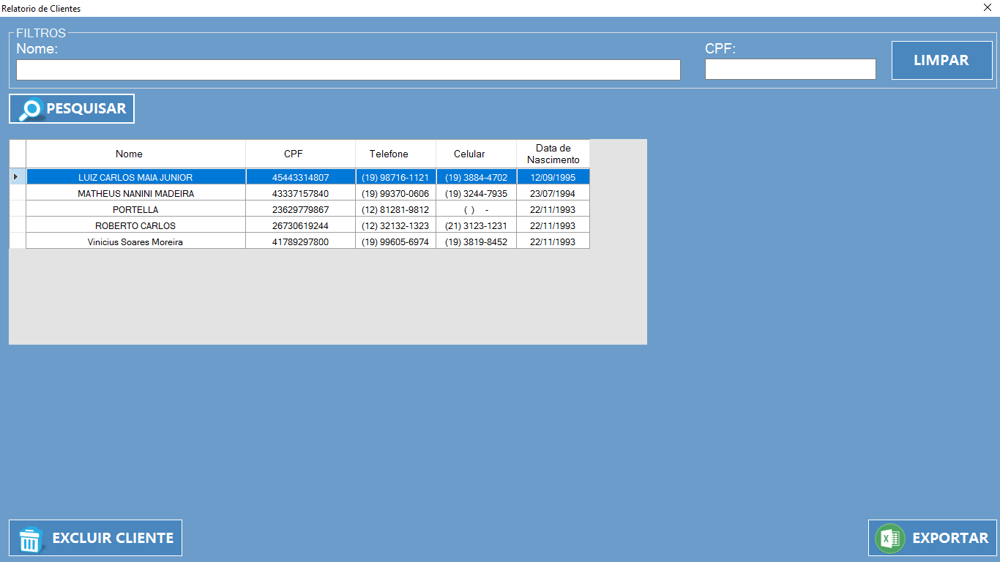 Relatorio de Clientes
FILTROS
Nome:
CPF:
LIMPAR
PESQUISAR
Nome CPF Telefone Celular Data de Nascimento
LUIZ CARLOS MAIA JUNIOR 45443314807 (19) 98716-1121 (19) 3884-4702 12/09/1995
MATHEUS NANINI MADEIRA 43337157840 (19) 99370-0606 (19) 3244-7935 23/07/1994
PORTELLA 23629779867 (12) 81281-9812 ( ) - 22/11/1993
ROBERTO CARLOS 26730619244 (12) 32132-1323 (21) 3123-1231 22/11/1993
Vinicius Soares Moreira 41789297800 (19) 99605-6974 (19) 3819-8452 22/11/1993
EXCLUIR CLIENTE
EXPORTAR